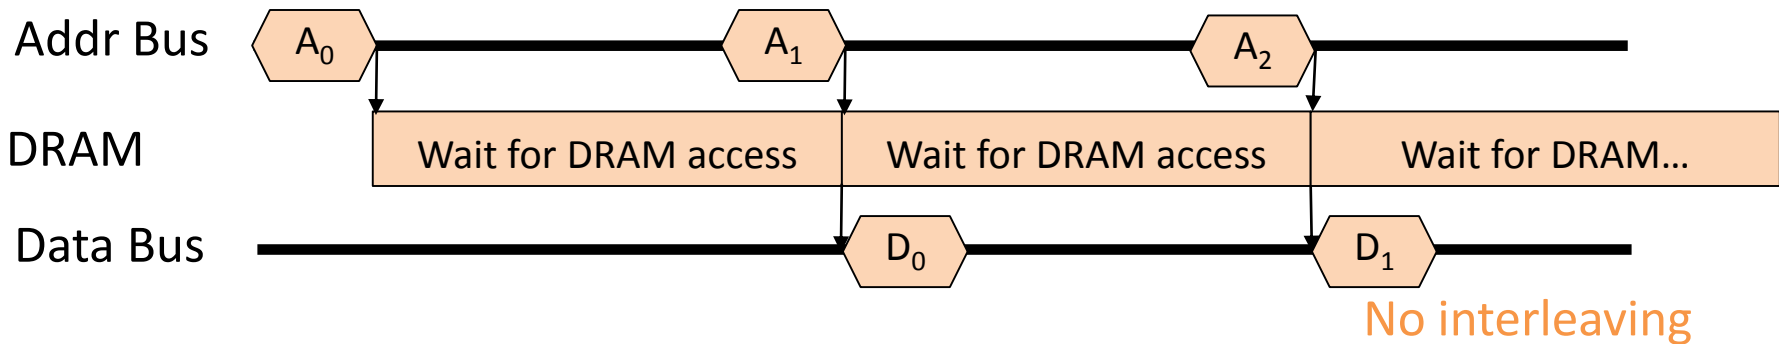 Addr Bus A₀ A₁ A₂
DRAM Wait for DRAM access Wait for DRAM access Wait for DRAM...
Data Bus D₀ D₁
No interleaving